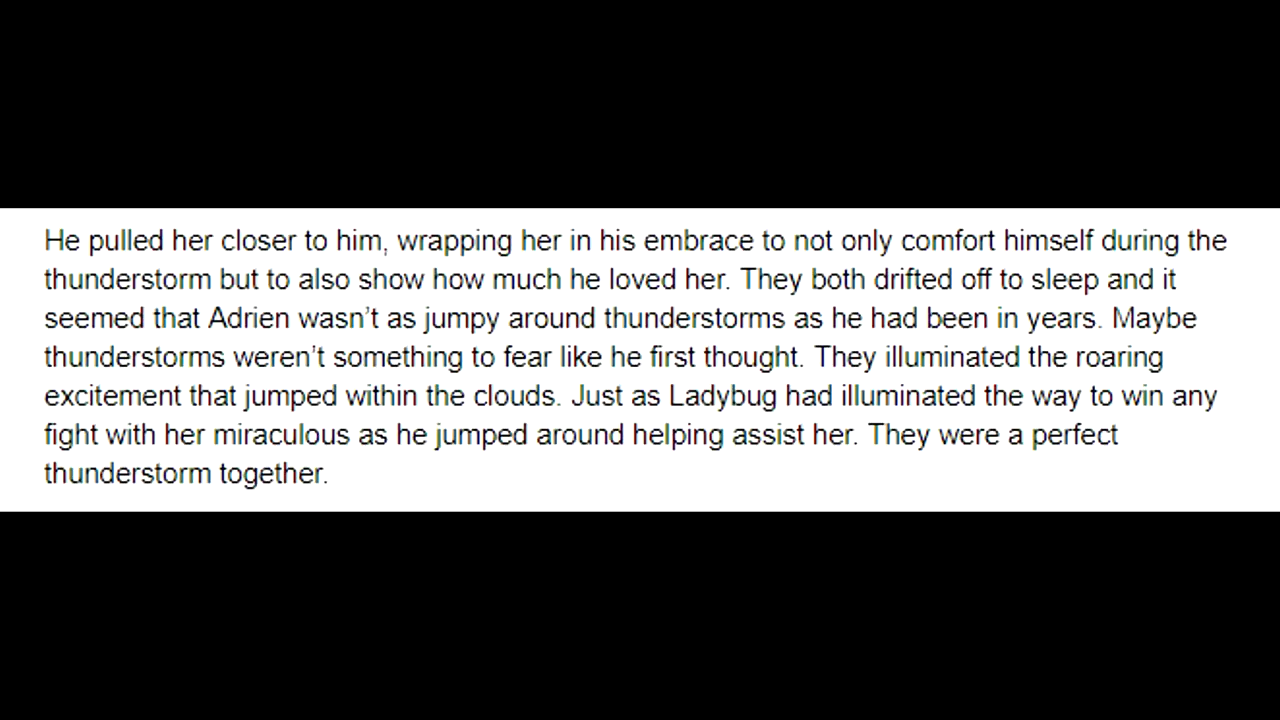 He pulled her closer to him, wrapping her in his embrace to not only comfort himself during the
thunderstorm but to also show how much he loved her. They both drifted off to sleep and it
seemed that Adrien wasn’t as jumpy around thunderstorms as he had been in years. Maybe
thunderstorms weren’t something to fear like he first thought. They illuminated the roaring
excitement that jumped within the clouds. Just as Ladybug had illuminated the way to win any
fight with her miraculous as he jumped around helping assist her. They were a perfect
thunderstorm together.